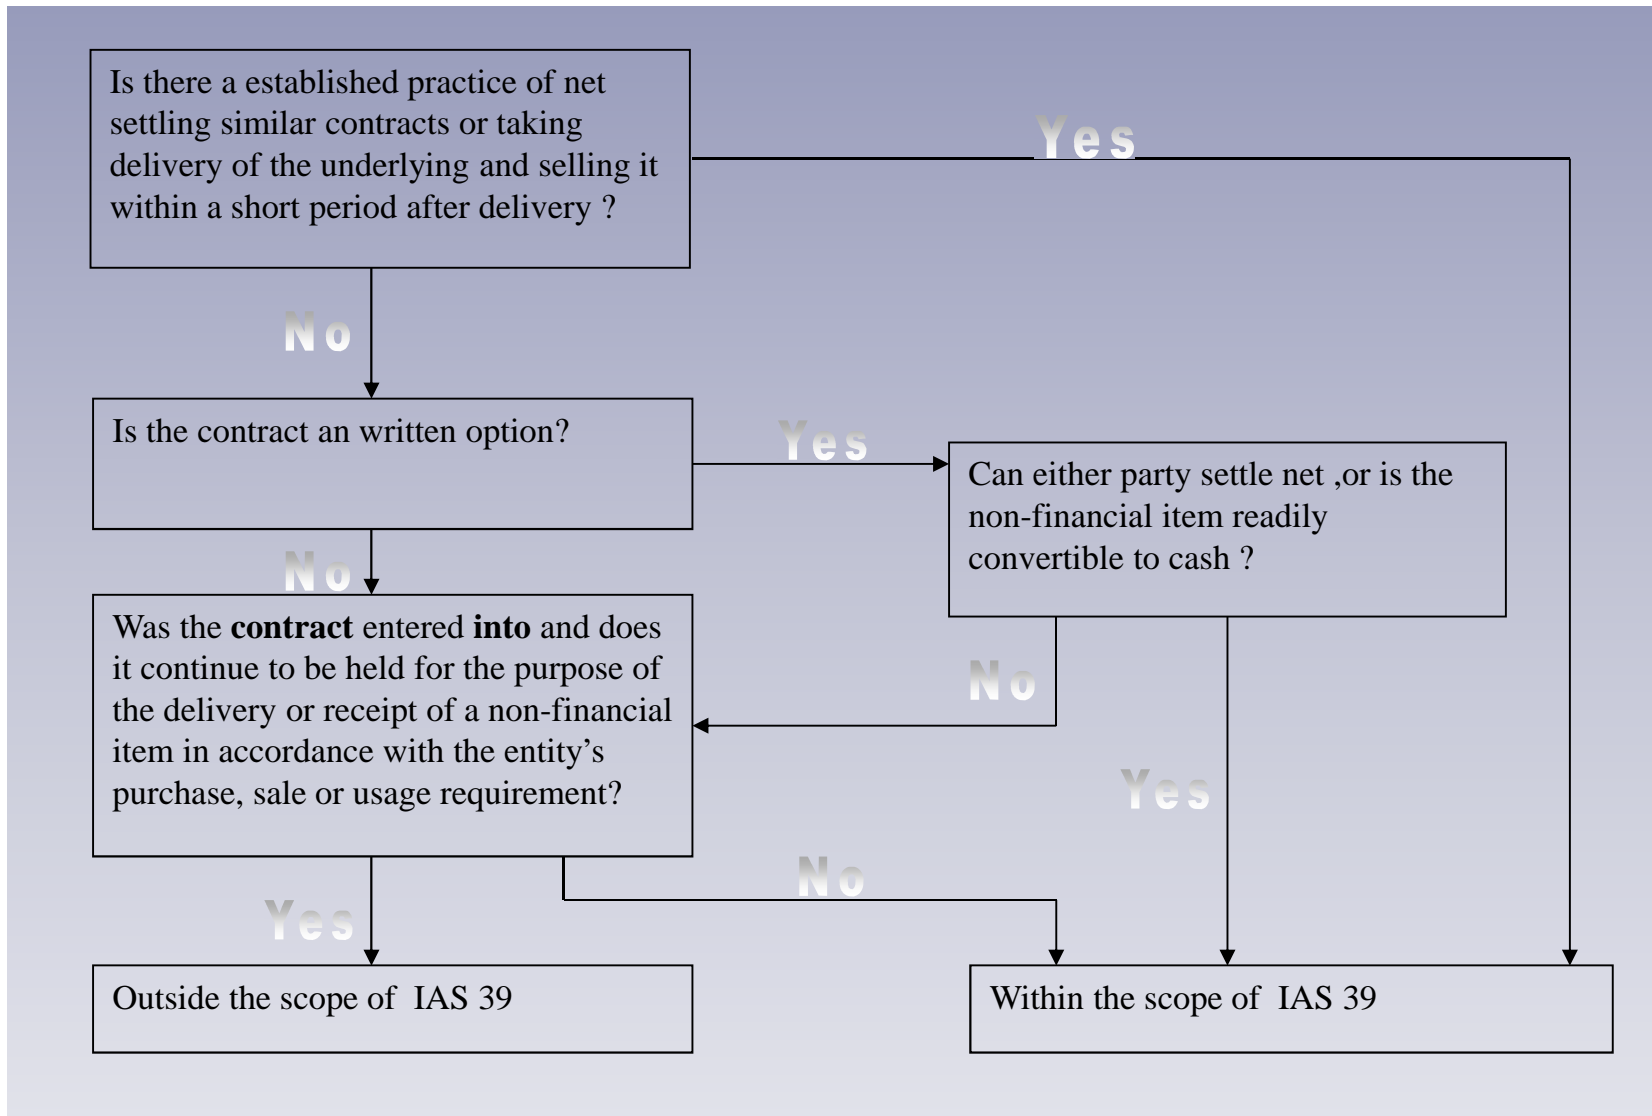 Is there a established practice of net
settling similar contracts or taking
delivery of the underlying and selling it
within a short period after delivery ?
Yes
No
Is the contract an written option?
Yes
Can either party settle net ,or is the
non-financial item readily
convertible to cash ?
No
Was the contract entered into and does
it continue to be held for the purpose of
the delivery or receipt of a non-financial
item in accordance with the entity’s
purchase, sale or usage requirement?
No
Yes
No
Yes
Outside the scope of IAS 39
Within the scope of IAS 39